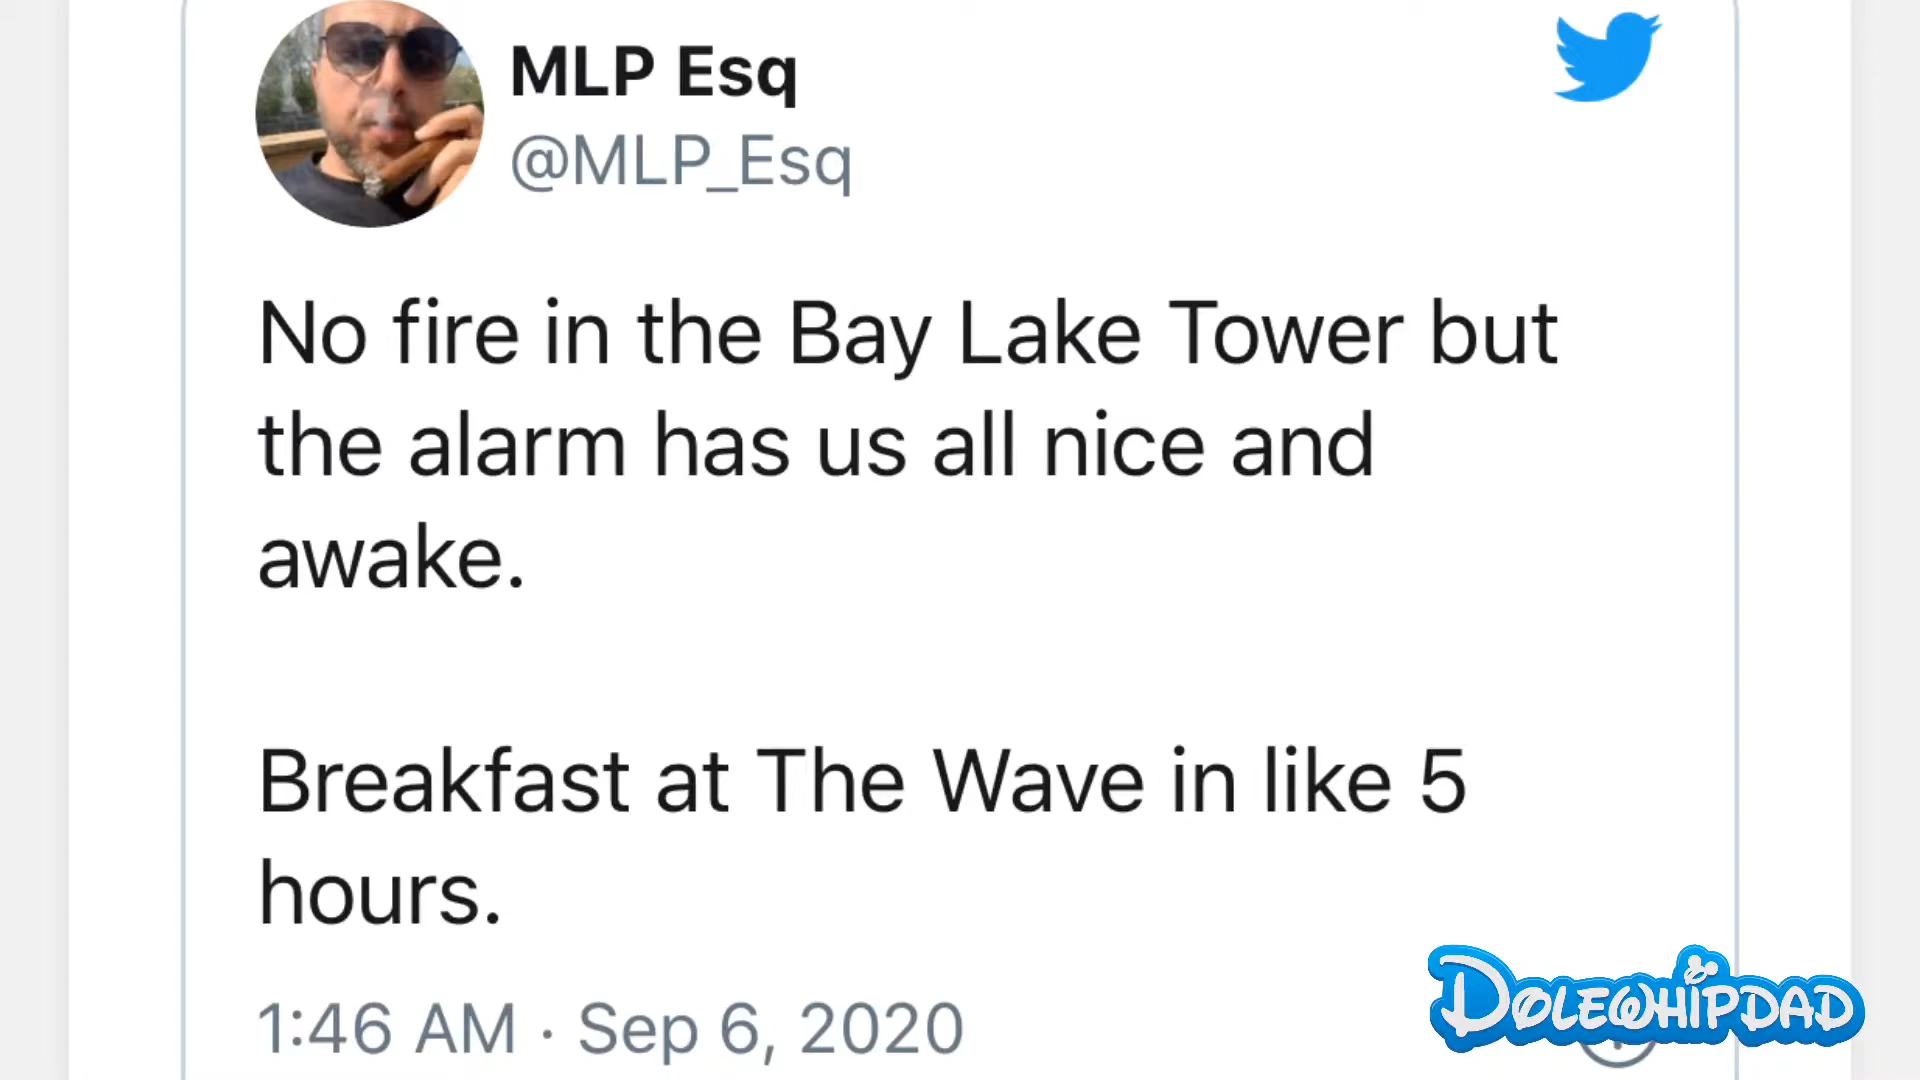 MLP Esq
@MLP_Esq
No fire in the Bay Lake Tower but
the alarm has us all nice and
awake.
Breakfast at The Wave in like 5
hours.
1:46 AM · Sep 6, 2020
DOLEWHIPDAD